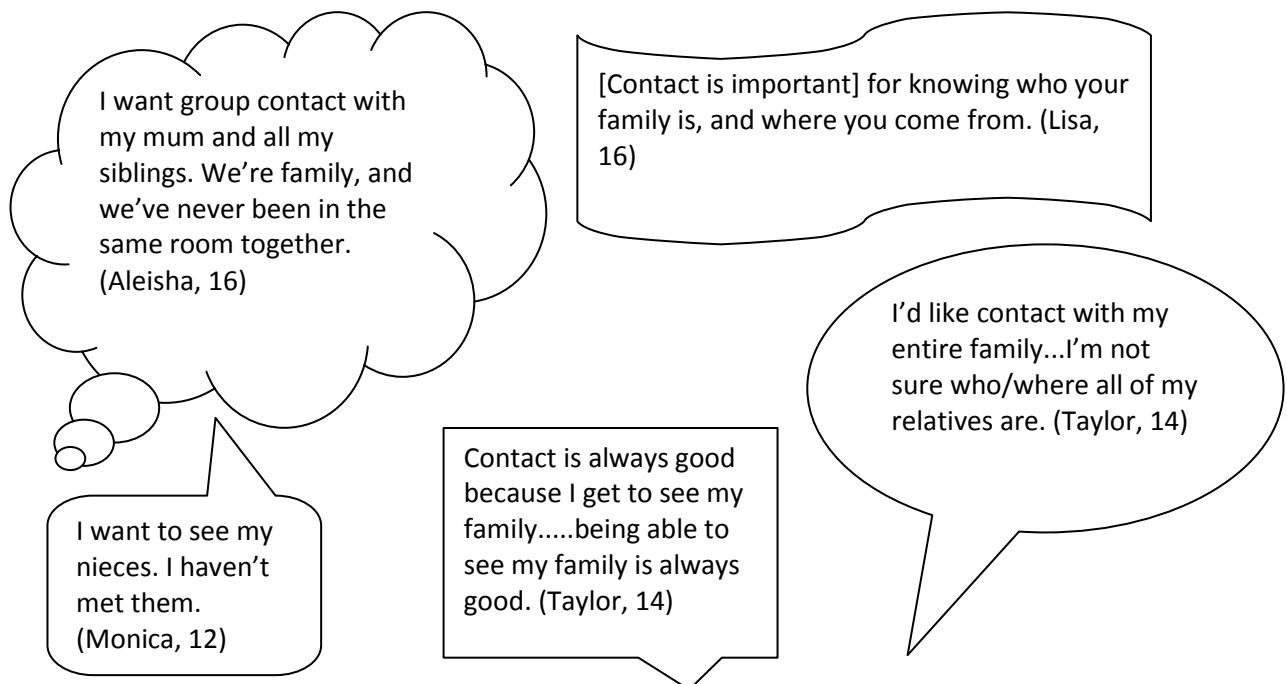 I want group contact with
my mum and all my
siblings. We’re family, and
we’ve never been in the
same room together.
(Aleisha, 16)
[Contact is important] for knowing who your
family is, and where you come from. (Lisa,
16)
I’d like contact with my
entire family...I’m not
sure who/where all of my
relatives are. (Taylor, 14)
Contact is always good
because I get to see my
family.....being able to
see my family is always
good. (Taylor, 14)
I want to see my
nieces. I haven’t
met them.
(Monica, 12)